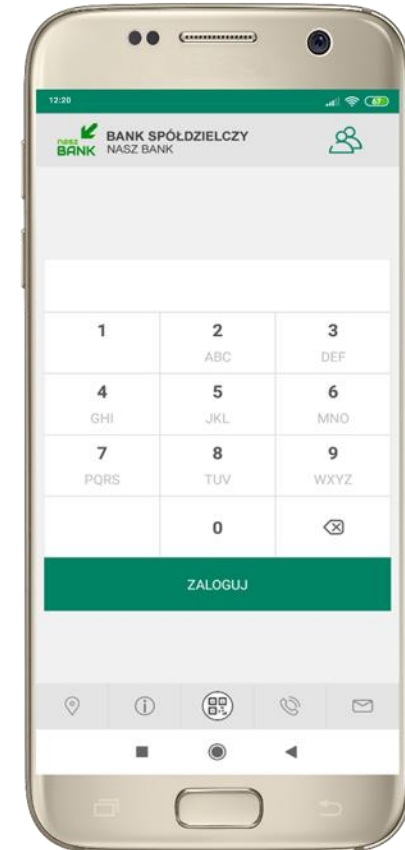 12:20
67
nasz BANK
BANK SPÓŁDZIELCZY
NASZ BANK
1 2 3
ABC DEF
4 5 6
GHI JKL MNO
7 8 9
PQRS TUV WXYZ
0
ZALOGUJ